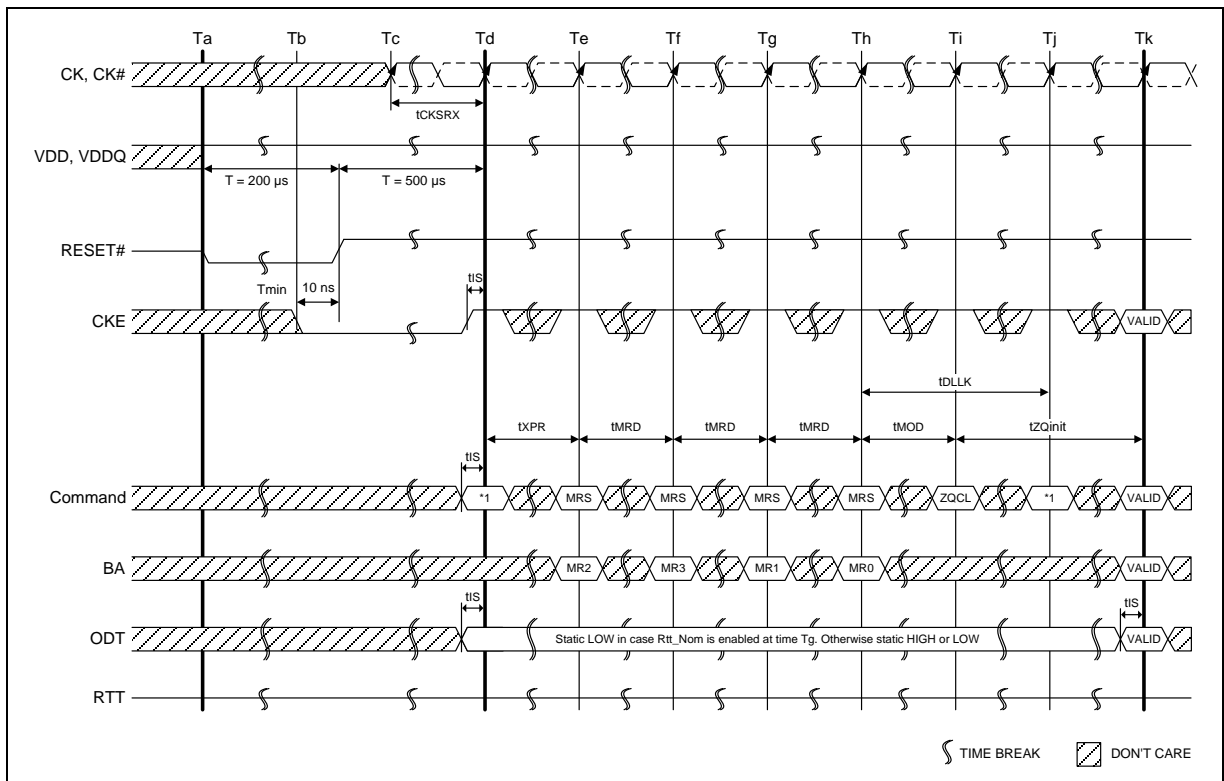 Ta Tb Tc Td Te Tf Tg Th Ti Tj Tk
CK, CK#
tCKSRX
VDD, VDDQ
T = 200 µs T = 500 µs
RESET#
tIS
Tmin 10 ns
CKE VALID
tDLLK
tXPR tMRD tMRD tMRD tMOD tZQinit
tIS
Command *1 MRS MRS MRS MRS ZQCL *1 VALID
BA MR2 MR3 MR1 MR0 VALID
tIS tIS
ODT Static LOW in case Rtt_Nom is enabled at time Tg. Otherwise static HIGH or LOW VALID
RTT
TIME BREAK DON'T CARE